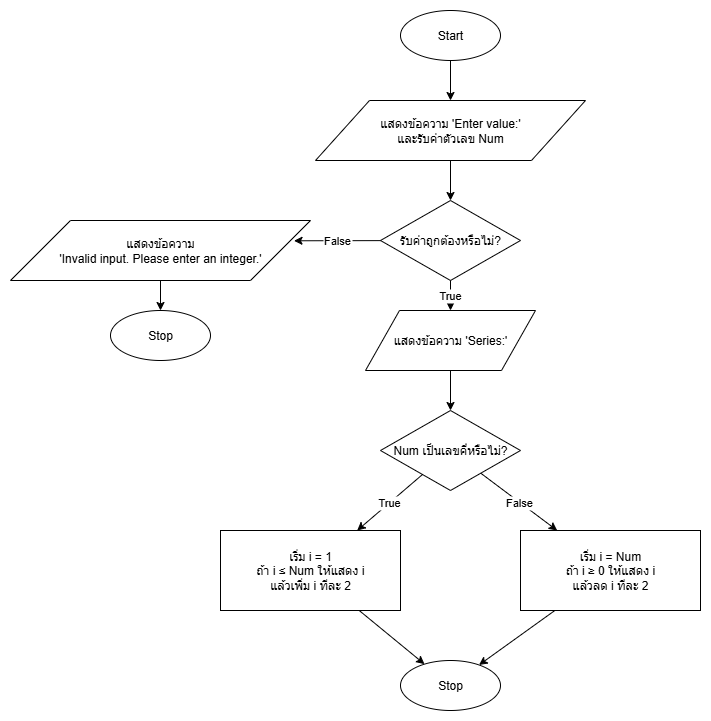 Start
แสดงข้อความ 'Enter value:'
และรับค่าตัวเลข Num
รับค่าถูกต้องหรือไม่?
False
แสดงข้อความ
'Invalid input. Please enter an integer.'
Stop
True
แสดงข้อความ 'Series:'
Num เป็นเลขคี่หรือไม่?
True
False
เริ่ม i = 1
ถ้า i ≤ Num ให้แสดง i
แล้วเพิ่ม i ทีละ 2
เริ่ม i = Num
ถ้า i ≥ 0 ให้แสดง i
แล้วลด i ทีละ 2
Stop